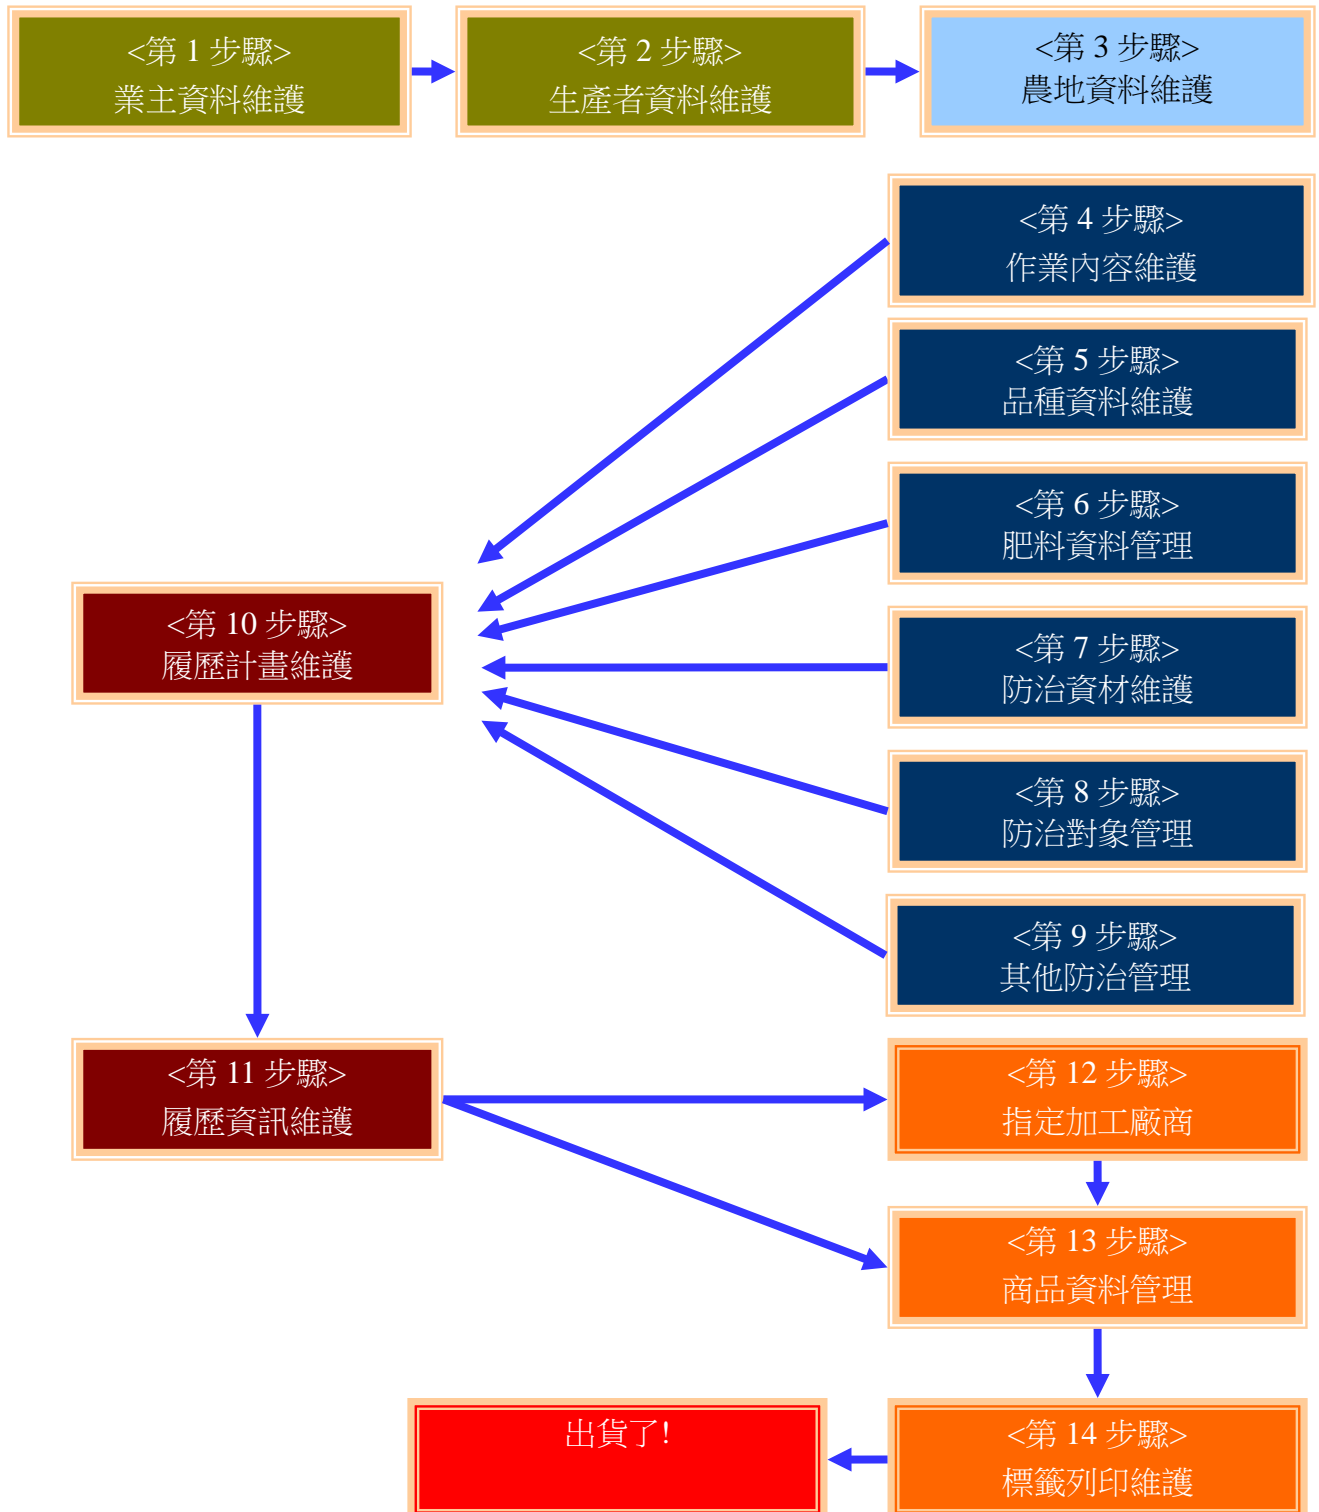 <第 1 步驟>
業主資料維護
<第 2 步驟>
生產者資料維護
<第 3 步驟>
農地資料維護
<第 4 步驟>
作業內容維護
<第 5 步驟>
品種資料維護
<第 6 步驟>
肥料資料管理
<第 7 步驟>
防治資材維護
<第 8 步驟>
防治對象管理
<第 9 步驟>
其他防治管理
<第 10 步驟>
履歷計畫維護
<第 11 步驟>
履歷資訊維護
<第 12 步驟>
指定加工廠商
<第 13 步驟>
商品資料管理
<第 14 步驟>
標籤列印維護
出貨了!